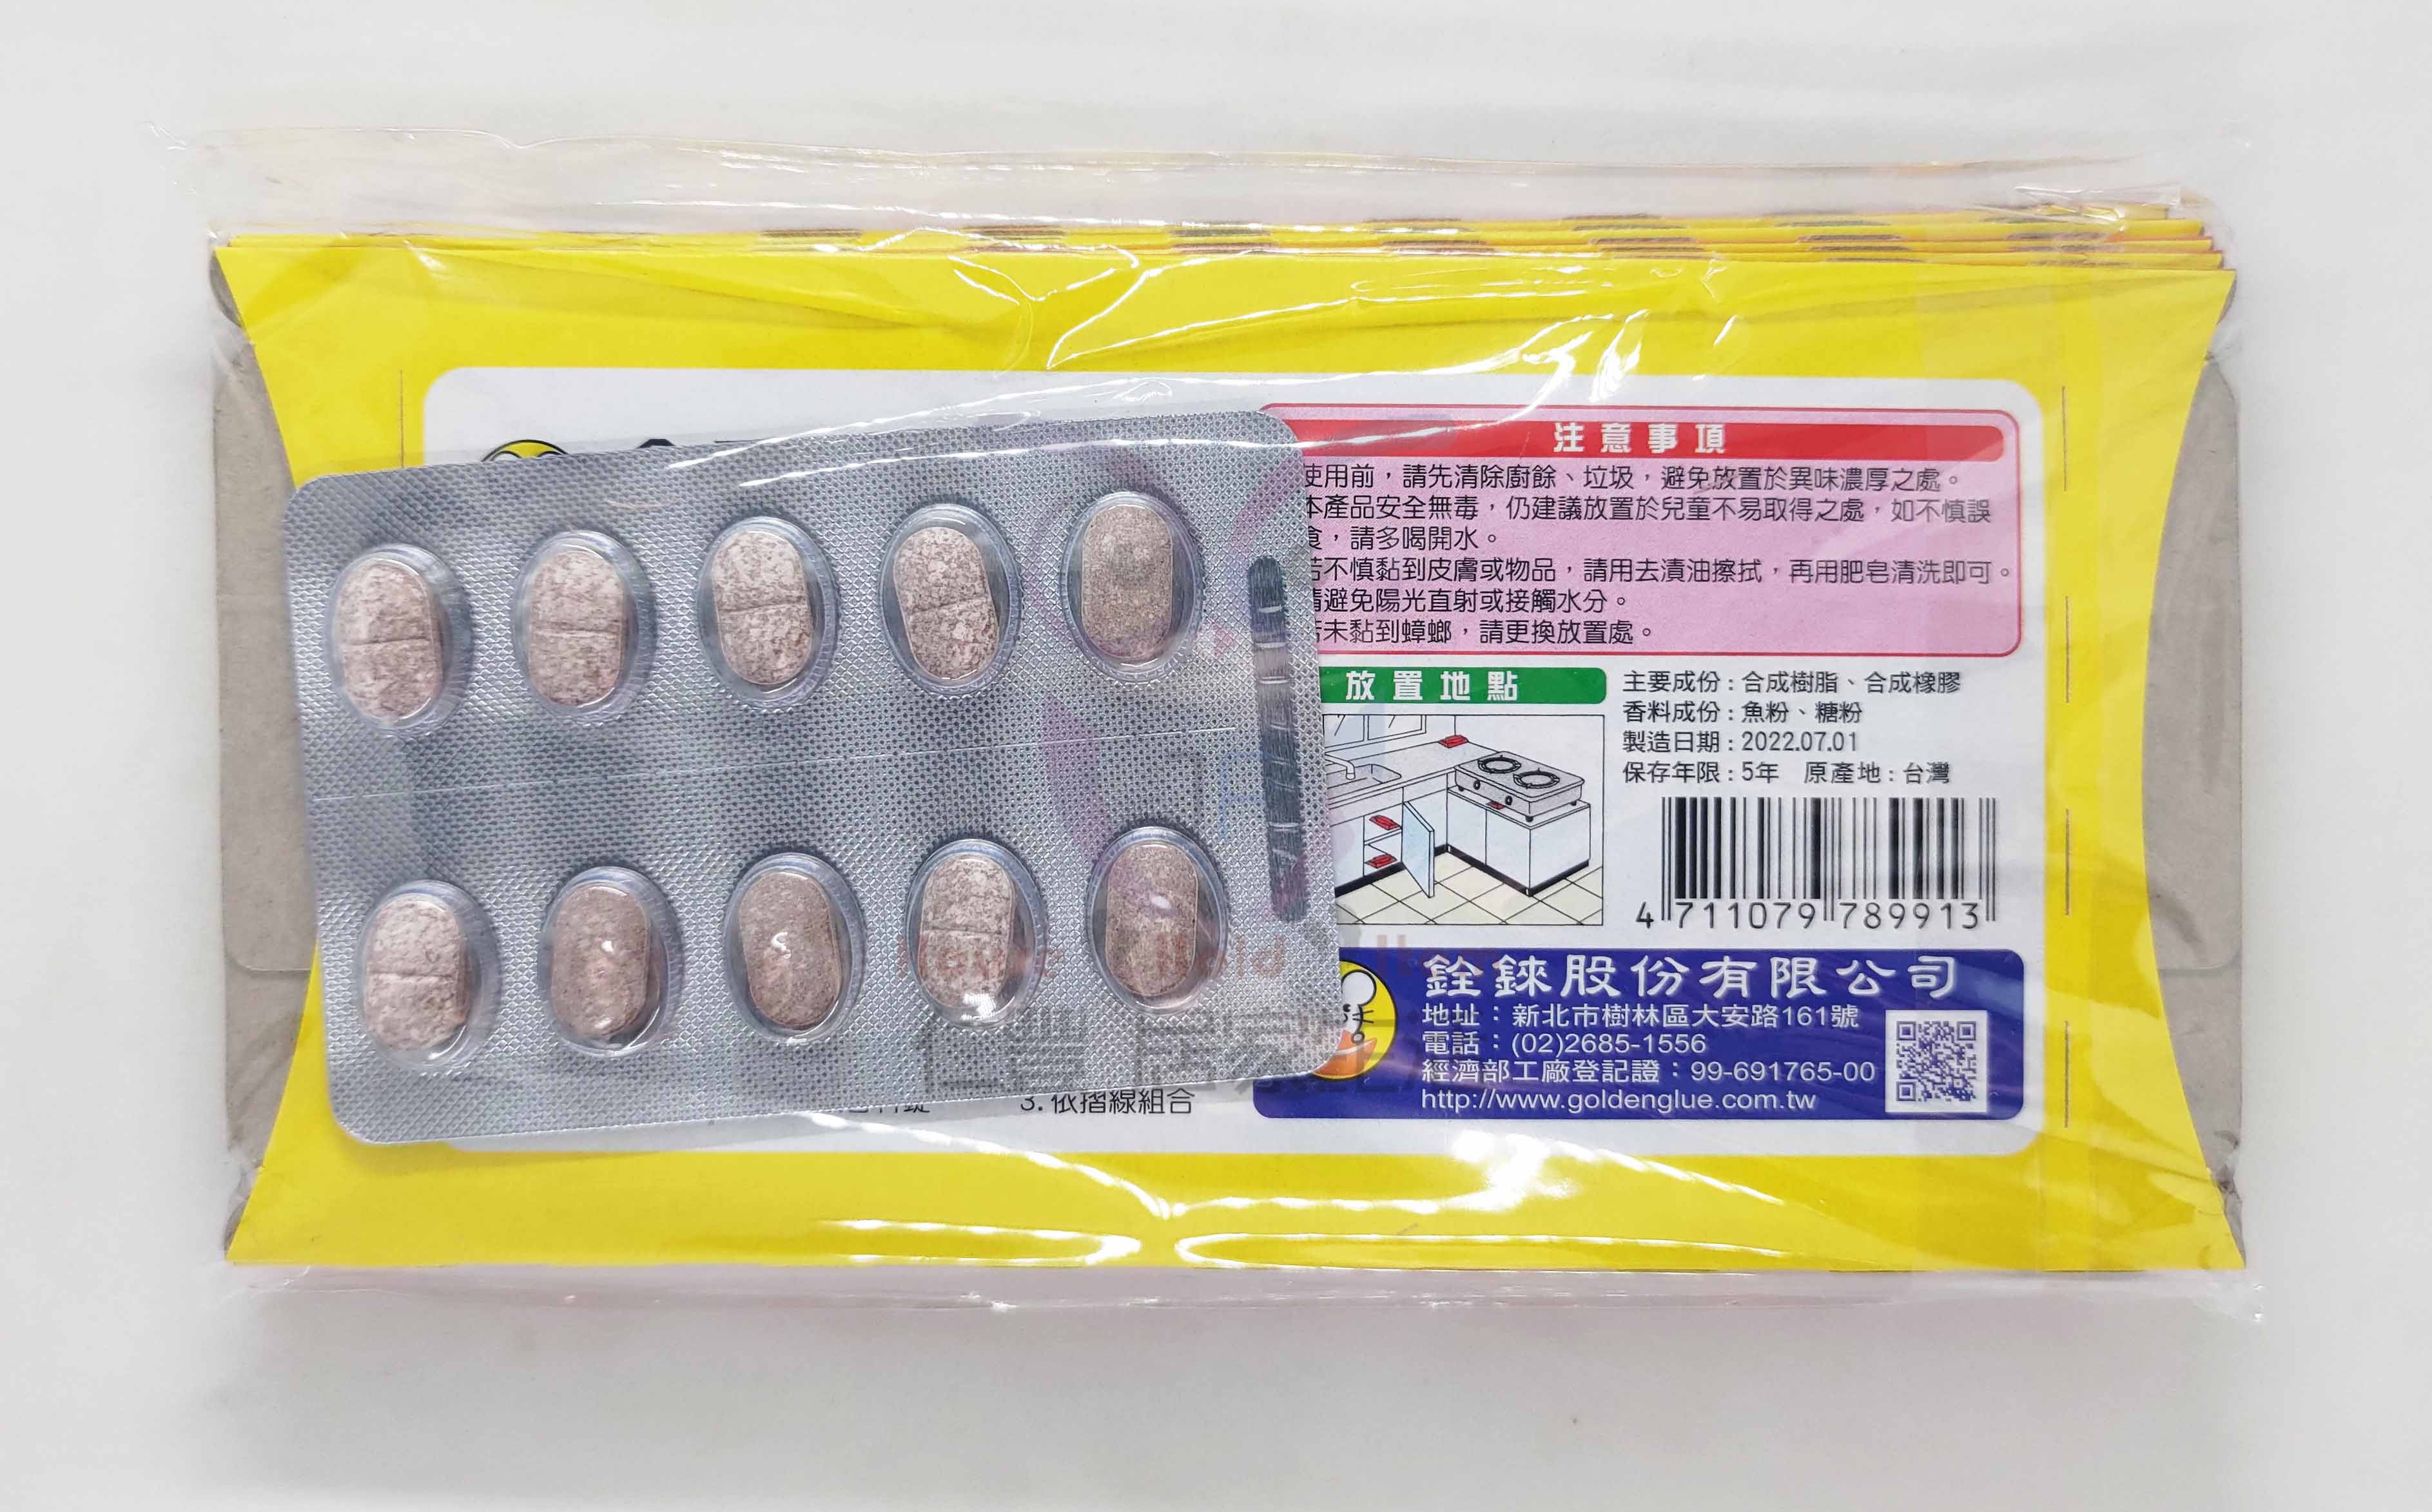 注意事項
使用前，請先清除廚餘、垃圾，避免放置於異味濃厚之處。
本產品安全無毒，仍建議放置於兒童不易取得之處，如不慎誤
食，請多喝開水。
不慎黏到皮膚或物品，請用去漬油擦拭，再用肥皂清洗即可。
避免陽光直射或接觸水分。
未黏到蟑螂，請更換放置處。
放置地點
主要成份：合成樹脂、合成橡膠
香料成份：魚粉、糖粉
製造日期：2022.07.01
保存年限：5年 原產地：台灣
4 711079 789913
銓錸股份有限公司
地址：新北市樹林區大安路161號
電話：(02)2685-1556
經濟部工廠登記證：99-691765-00
http://www.goldenglue.com.tw
3. 依摺線組合